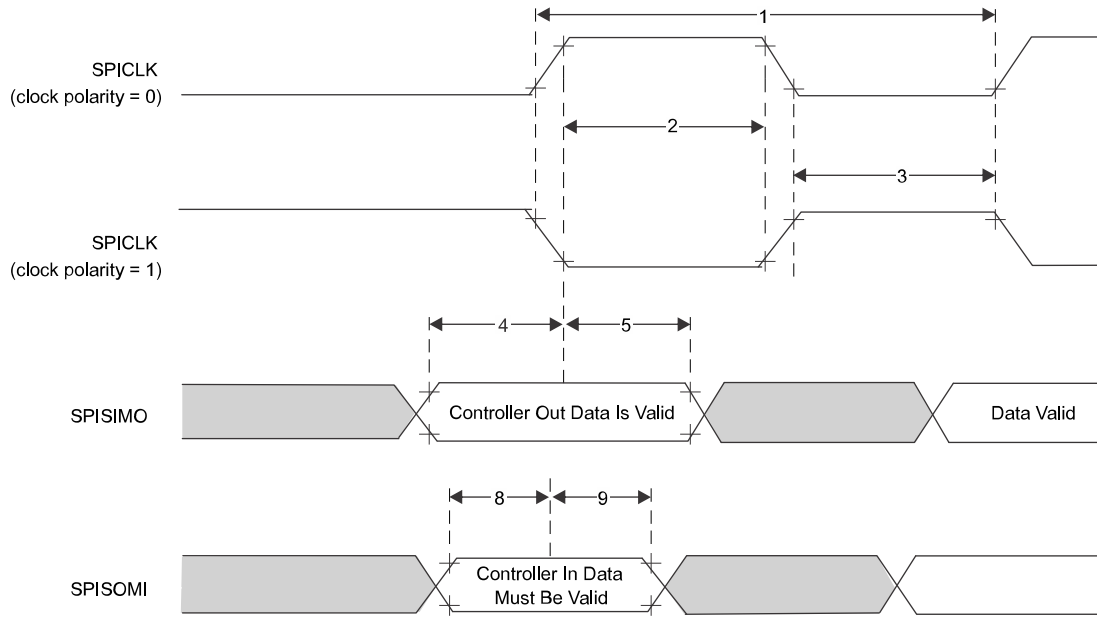 1
SPICLK
(clock polarity = 0)
2
3
SPICLK
(clock polarity = 1)
4
5
SPISIMO
Controller Out Data Is Valid
Data Valid
8
9
SPISOMI
Controller In Data
Must Be Valid